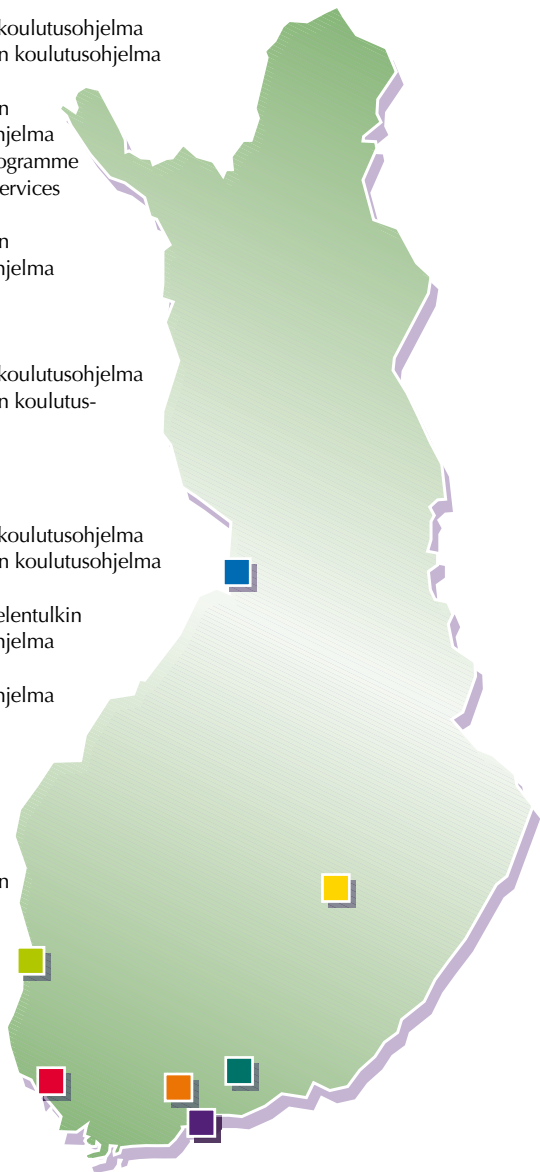 koulutusohjelma
n koulutusohjelma
n
hjelma
ogramme
ervices
n
hjelma
koulutusohjelma
n koulutus-
koulutusohjelma
n koulutusohjelma
elentulkin
hjelma
hjelma
n